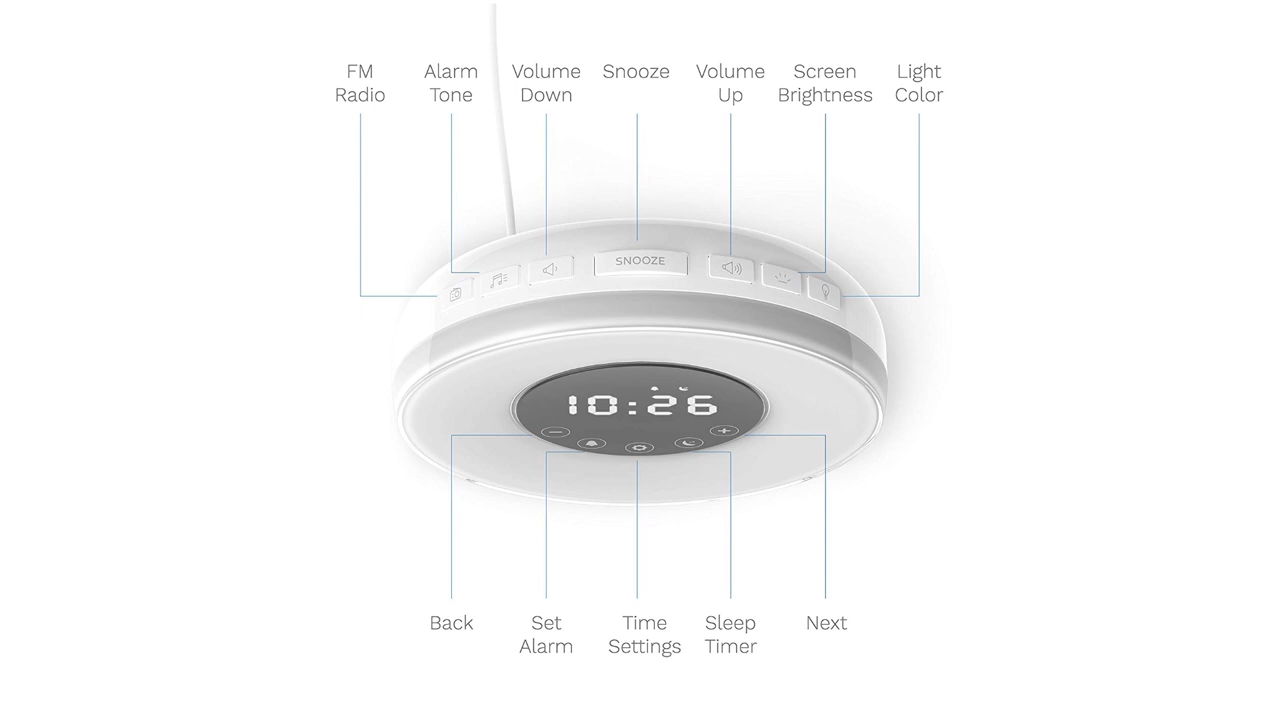 FM
Radio
Alarm
Tone
Volume
Down
Snooze
Volume
Up
Screen
Brightness
Light
Color
SNOOZE
10:26
Back
Set
Alarm
Time
Settings
Sleep
Timer
Next